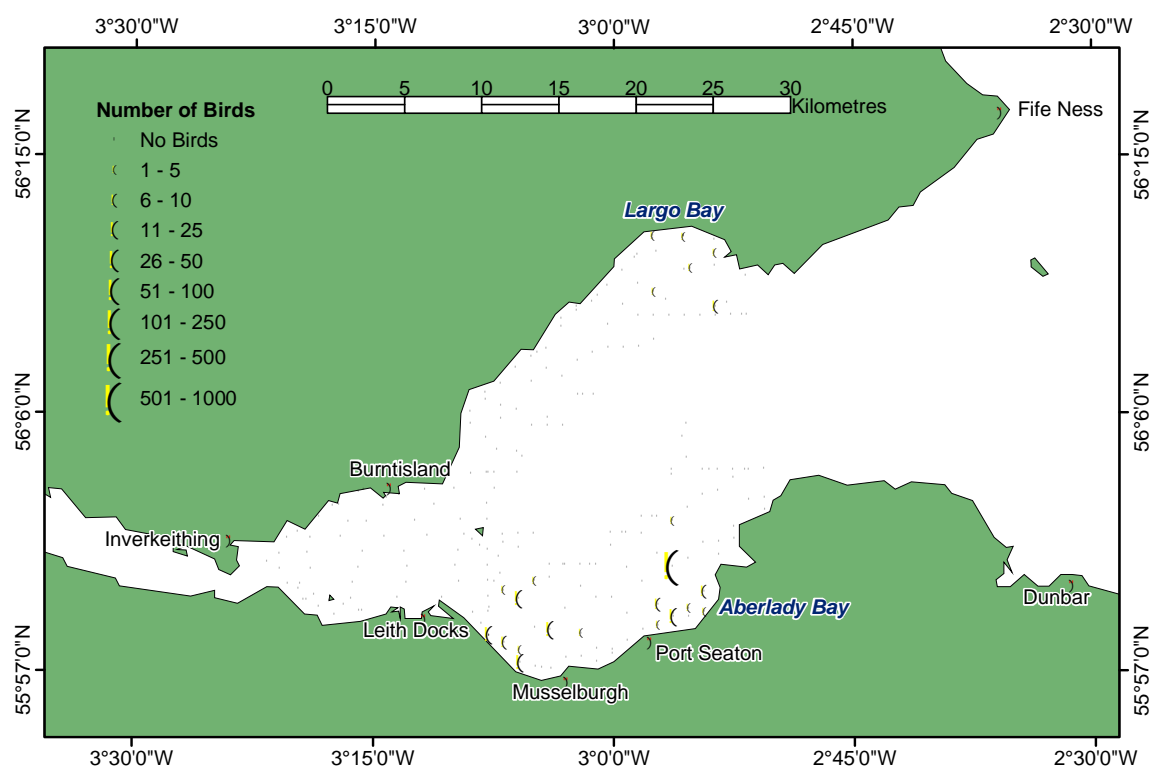 3°30'0"W 3°15'0"W 3°0'0"W 2°45'0"W 2°30'0"W
0 5 10 15 20 25 30
Kilometres
Number of Birds
No Birds
1 - 5
6 - 10
11 - 25
26 - 50
51 - 100
101 - 250
251 - 500
501 - 1000
Fife Ness
56°15'0"N
56°15'0"N
Largo Bay
56°6'0"N
56°6'0"N
Burntisland
Inverkeithing
Dunbar
Aberlady Bay
Leith Docks
Port Seaton
55°57'0"N
55°57'0"N
Musselburgh
3°30'0"W 3°15'0"W 3°0'0"W 2°45'0"W 2°30'0"W